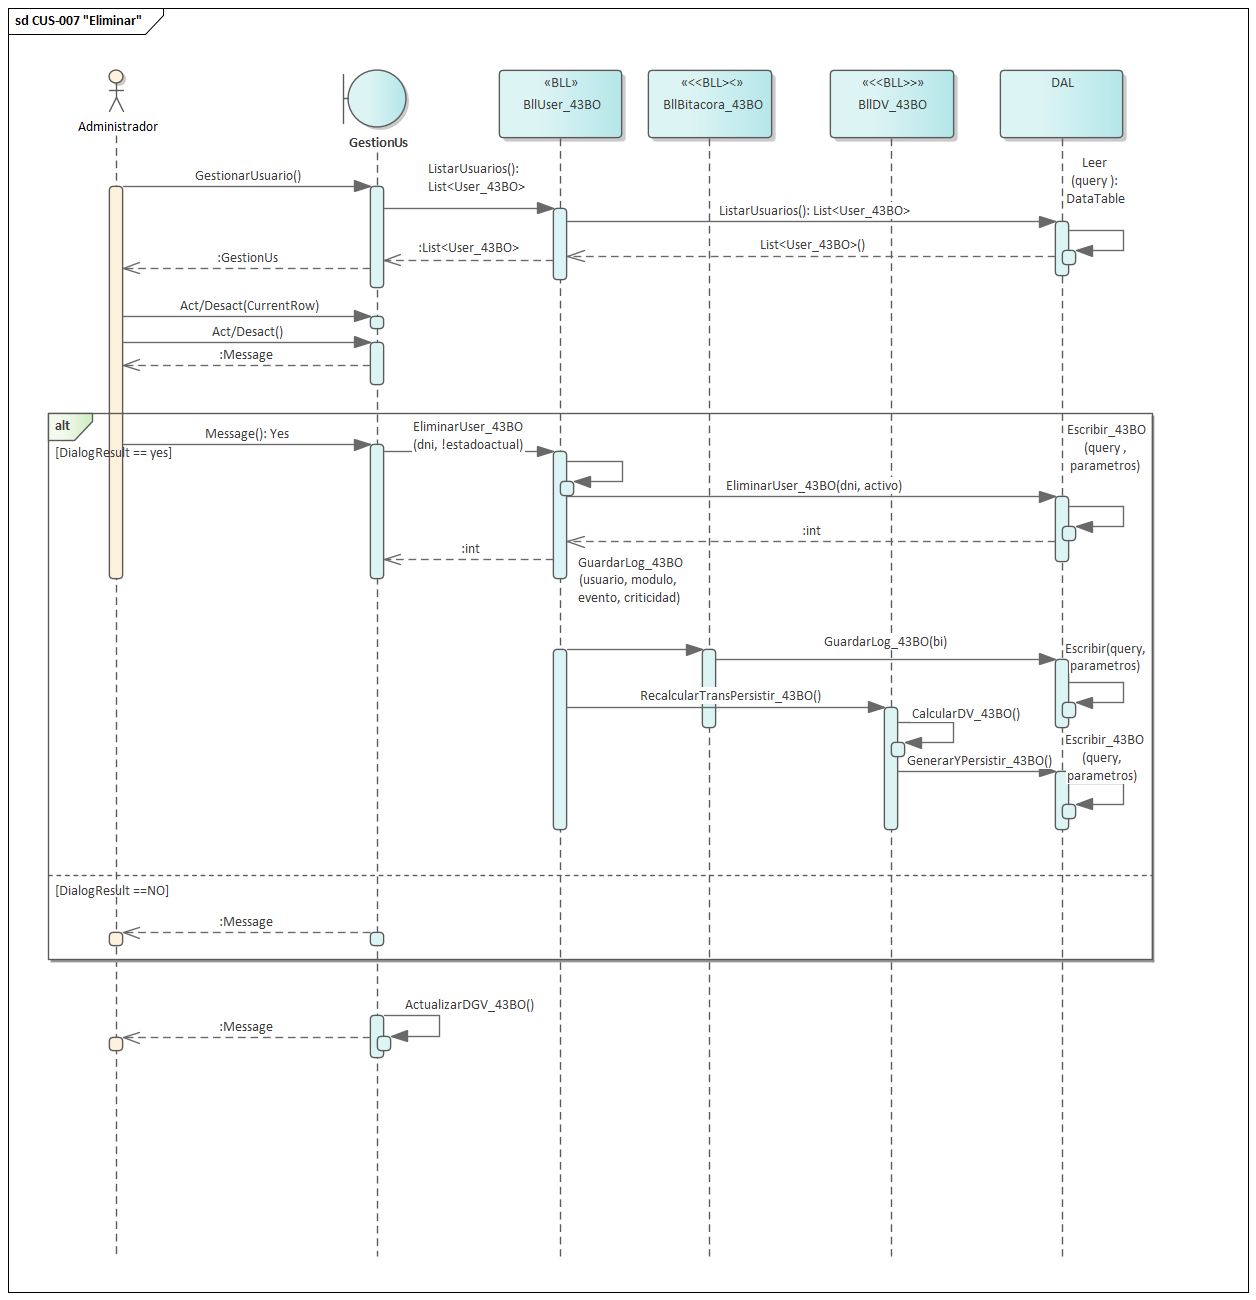 sd CUS-007 "Eliminar"
Administrador
GestionUs
«BLL»
BllUser_43BO
«<<BLL><»
BllBitacora_43BO
«<<BLL>>»
BllDV_43BO
DAL
GestionarUsuario()
ListarUsuarios():
List<User_43BO>
ListarUsuarios(): List<User_43BO>
Leer
(query ):
DataTable
:GestionUs
:List<User_43BO>
List<User_43BO>()
Act/Desact(CurrentRow)
Act/Desact()
:Message
alt
[DialogResult == yes]
Message(): Yes
EliminarUser_43BO
(dni, !estadoactual)
EliminarUser_43BO(dni, activo)
Escribir_43BO
(query ,
parametros)
:int
:int
GuardarLog_43BO
(usuario, modulo,
evento, criticidad)
GuardarLog_43BO(bi)
Escribir(query,
parametros)
RecalcularTransPersistir_43BO()
CalcularDV_43BO()
GenerarYPersistir_43BO()
Escribir_43BO
(query,
parametros)
[DialogResult ==NO]
:Message
ActualizarDGV_43BO()
:Message